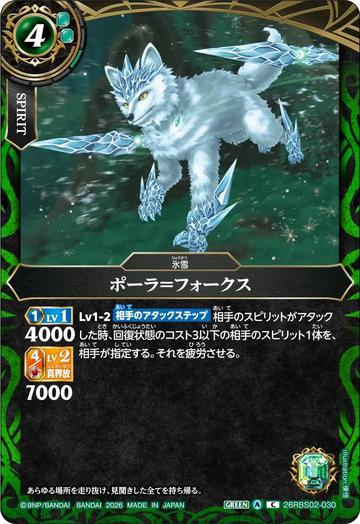 4
SPIRIT
ひょうせつ
氷雪
ポーラ=フォークス
1 LV1
4000
4 LV2
真界放
7000
Lv1-2 相手のアタックステップ 相手のスピリットがアタック
した時、回復状態のコスト3以下の相手のスピリット1体を、
相手が指定する。それを疲労させる。
あらゆる場所を走り抜け、見聞きした全てを持ち帰る。
©BNP/BANDAI BANDAI 2026 MADE IN JAPAN GREEN A C 26RBS02-030